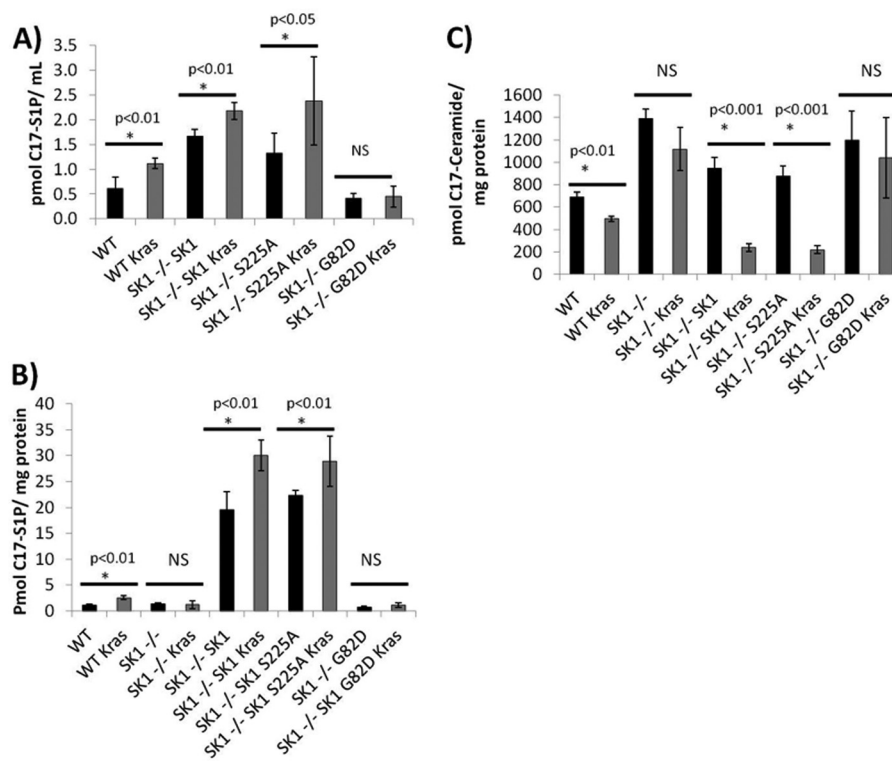 A)
pmol C17-S1P/ mL
3.5
3.0
2.5
2.0
1.5
1.0
0.5
0.0
p<0.01
*
p<0.01
*
p<0.05
*
NS
WT
WT Kras
SK1 -/- SK1
SK1 -/- SK1 Kras
SK1 -/- S225A
SK1 -/- S225A Kras
SK1 -/- G82D
SK1 -/- G82D Kras
B)
Pmol C17-S1P/ mg protein
40
35
30
25
20
15
10
5
0
p<0.01
*
NS
p<0.01
*
p<0.01
*
NS
WT
WT Kras
SK1 -/-
SK1 -/- Kras
SK1 -/- SK1
SK1 -/- SK1 Kras
SK1 -/- SK1 S225A
SK1 -/- SK1 S225A Kras
SK1 -/- G82D
SK1 -/- SK1 G82D Kras
C)
pmol C17-Ceramide/
mg protein
1600
1400
1200
1000
800
600
400
200
0
p<0.01
*
NS
p<0.001
*
p<0.001
*
NS
WT
WT Kras
SK1 -/-
SK1 -/- Kras
SK1 -/- SK1
SK1 -/- SK1 Kras
SK1 -/- S225A
SK1 -/- S225A Kras
SK1 -/- G82D
SK1 -/- G82D Kras